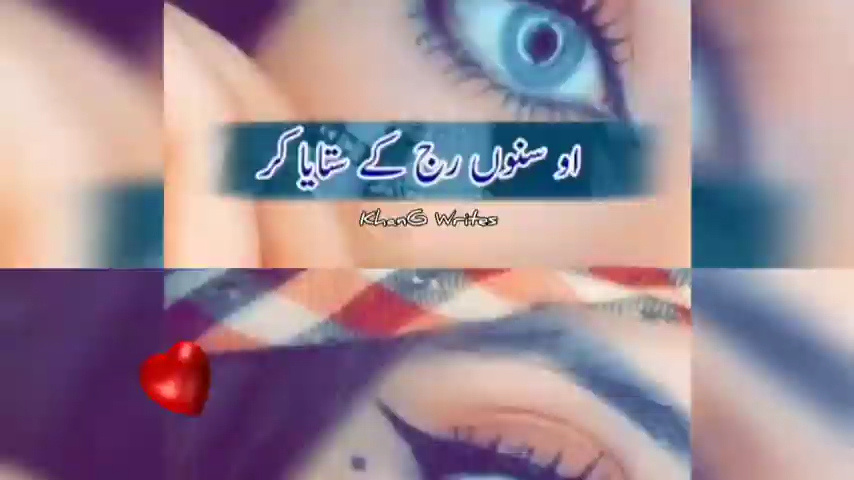 او سنوں رج کے ستایا کر
KhanG Writes